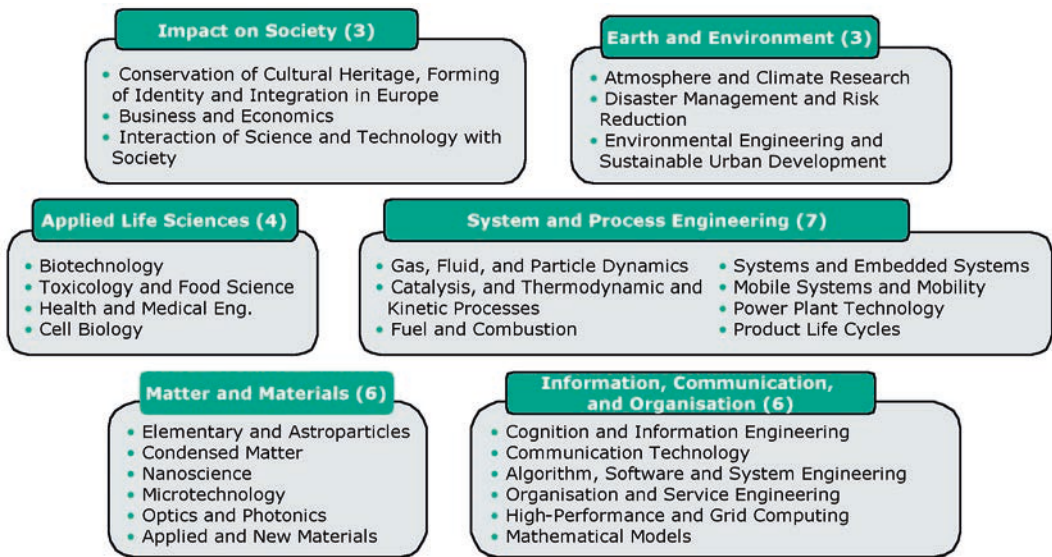 Impact on Society (3)
• Conservation of Cultural Heritage, Forming
of Identity and Integration in Europe
• Business and Economics
• Interaction of Science and Technology with
Society
Earth and Environment (3)
• Atmosphere and Climate Research
• Disaster Management and Risk
Reduction
• Environmental Engineering and
Sustainable Urban Development
Applied Life Sciences (4)
• Biotechnology
• Toxicology and Food Science
• Health and Medical Eng.
• Cell Biology
System and Process Engineering (7)
• Gas, Fluid, and Particle Dynamics
• Catalysis, and Thermodynamic and
Kinetic Processes
• Fuel and Combustion
• Systems and Embedded Systems
• Mobile Systems and Mobility
• Power Plant Technology
• Product Life Cycles
Matter and Materials (6)
• Elementary and Astroparticles
• Condensed Matter
• Nanoscience
• Microtechnology
• Optics and Photonics
• Applied and New Materials
Information, Communication,
and Organisation (6)
• Cognition and Information Engineering
• Communication Technology
• Algorithm, Software and System Engineering
• Organisation and Service Engineering
• High-Performance and Grid Computing
• Mathematical Models